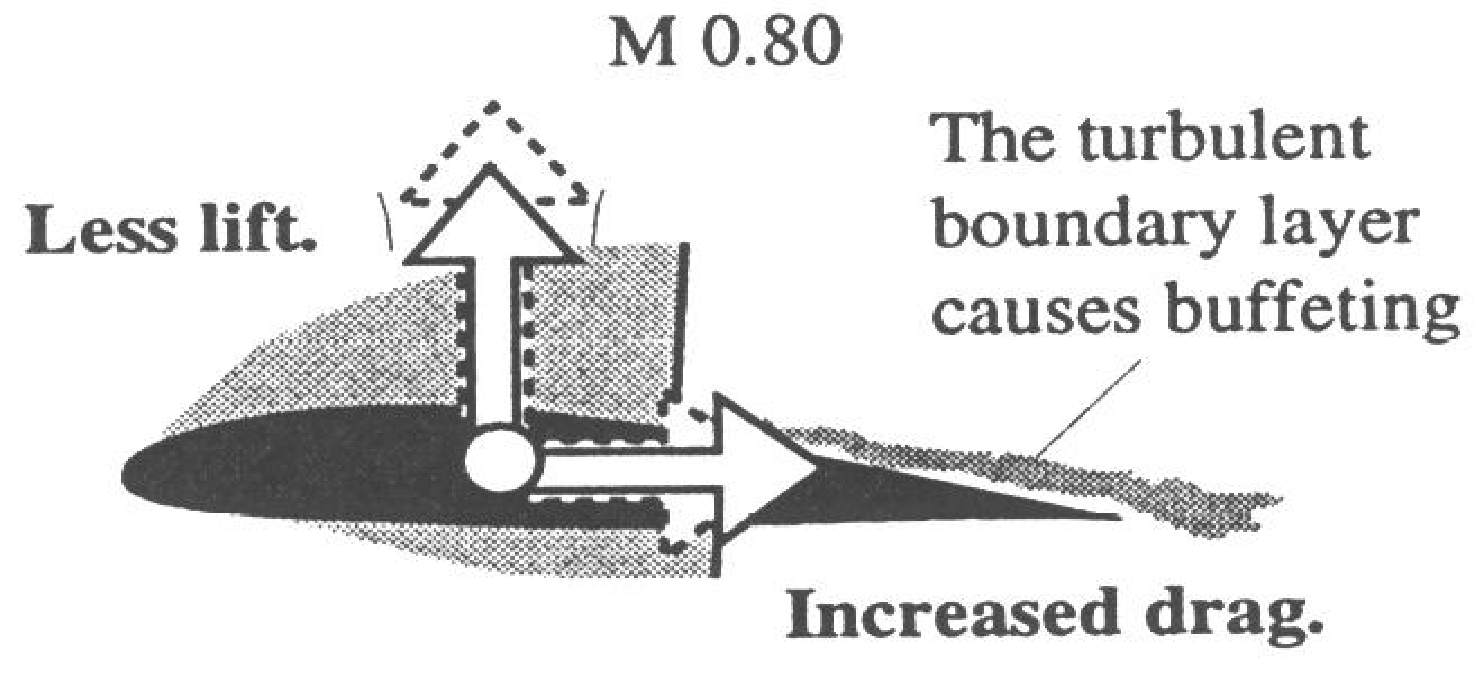 M 0.80
Less lift.
The turbulent
boundary layer
causes buffeting
Increased drag.